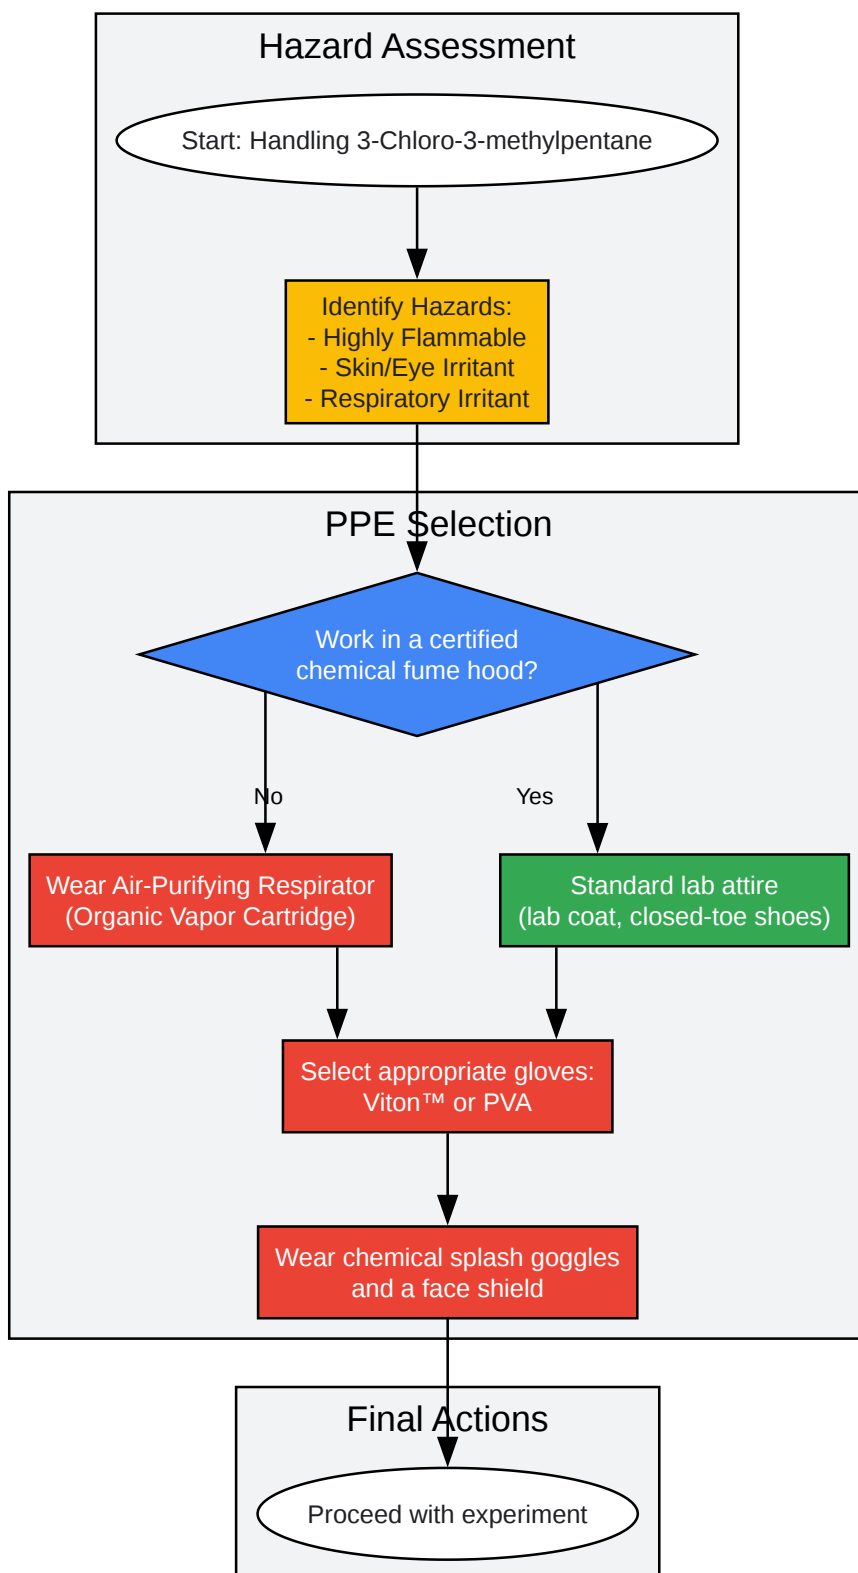 Hazard Assessment
Start: Handling 3-Chloro-3-methylpentane
Identify Hazards:
- Highly Flammable
- Skin/Eye Irritant
- Respiratory Irritant
PPE Selection
Work in a certified
chemical fume hood?
No
Yes
Wear Air-Purifying Respirator
(Organic Vapor Cartridge)
Standard lab attire
(lab coat, closed-toe shoes)
Select appropriate gloves:
Viton™ or PVA
Wear chemical splash goggles
and a face shield
Final Actions
Proceed with experiment